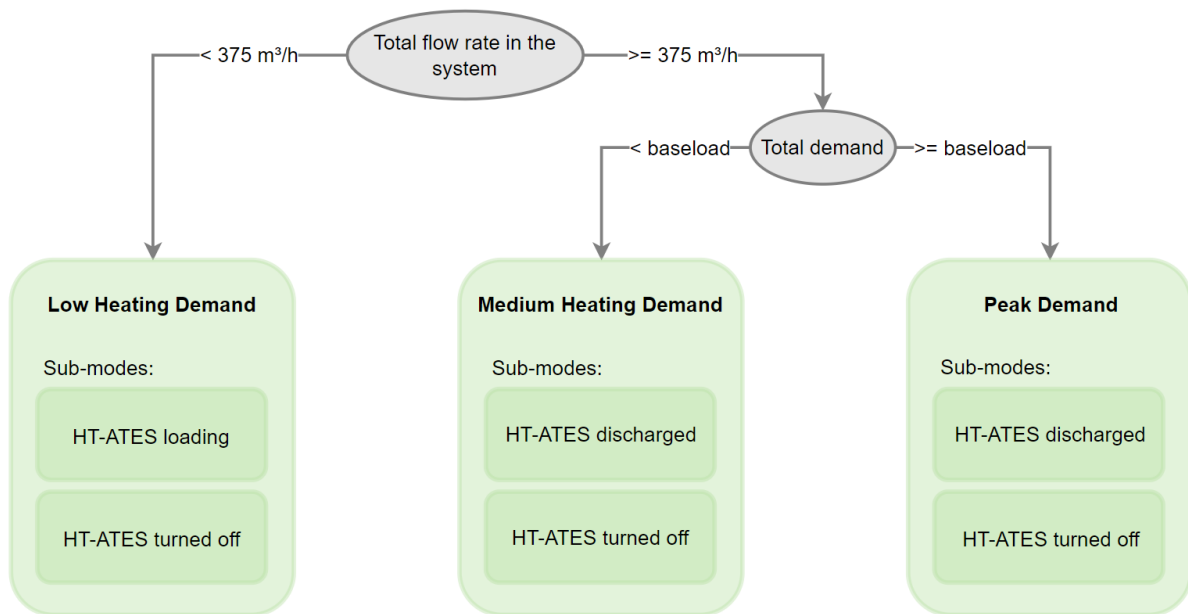 Total flow rate in the
system
< 375 m³/h
>= 375 m³/h
Total demand
< baseload
>= baseload
Low Heating Demand
Sub-modes:
HT-ATES loading
HT-ATES turned off
Medium Heating Demand
Sub-modes:
HT-ATES discharged
HT-ATES turned off
Peak Demand
Sub-modes:
HT-ATES discharged
HT-ATES turned off